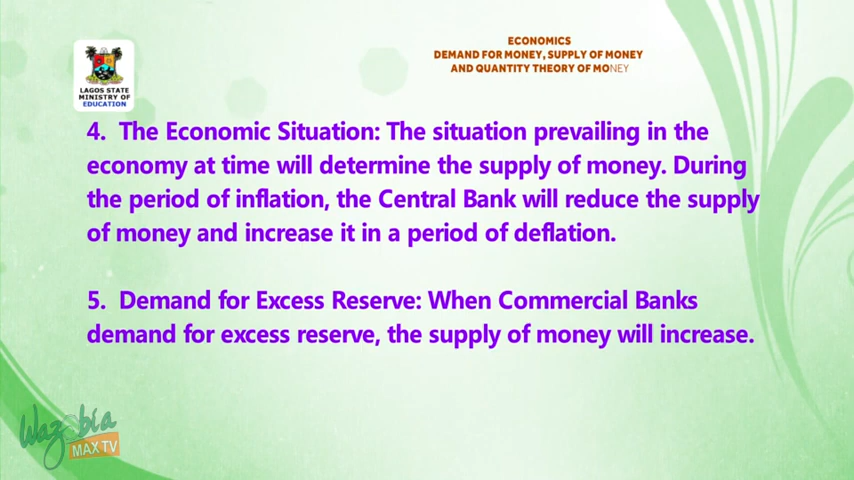 ECONOMICS
DEMAND FOR MONEY, SUPPLY OF MONEY
AND QUANTITY THEORY OF MONEY
LAGOS STATE
MINISTRY OF
EDUCATION
4. The Economic Situation: The situation prevailing in the
economy at time will determine the supply of money. During
the period of inflation, the Central Bank will reduce the supply
of money and increase it in a period of deflation.
5. Demand for Excess Reserve: When Commercial Banks
demand for excess reserve, the supply of money will increase.
Wazobia
MAX TV